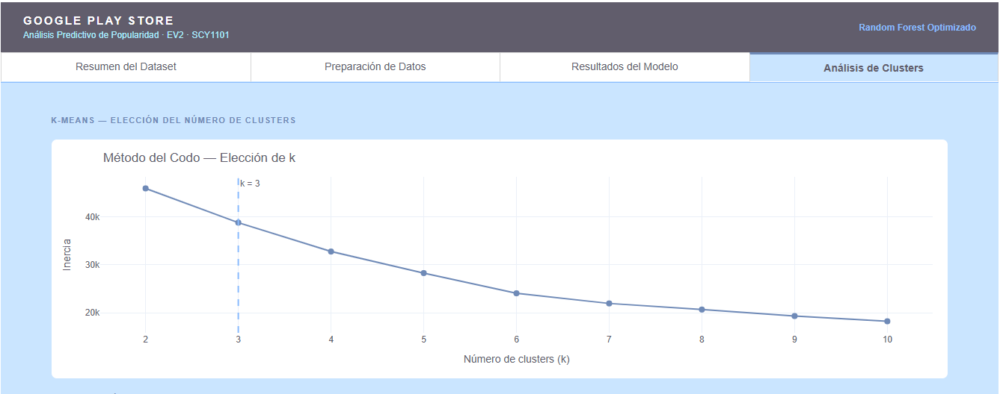 GOOGLE PLAY STORE
Análisis Predictivo de Popularidad · EV2 · SCY1101
Random Forest Optimizado
Resumen del Dataset
Preparación de Datos
Resultados del Modelo
Análisis de Clusters
K-MEANS — ELECCIÓN DEL NÚMERO DE CLUSTERS
Método del Codo — Elección de k
k = 3
40k
30k
20k
Inercia
2 3 4 5 6 7 8 9 10
Número de clusters (k)